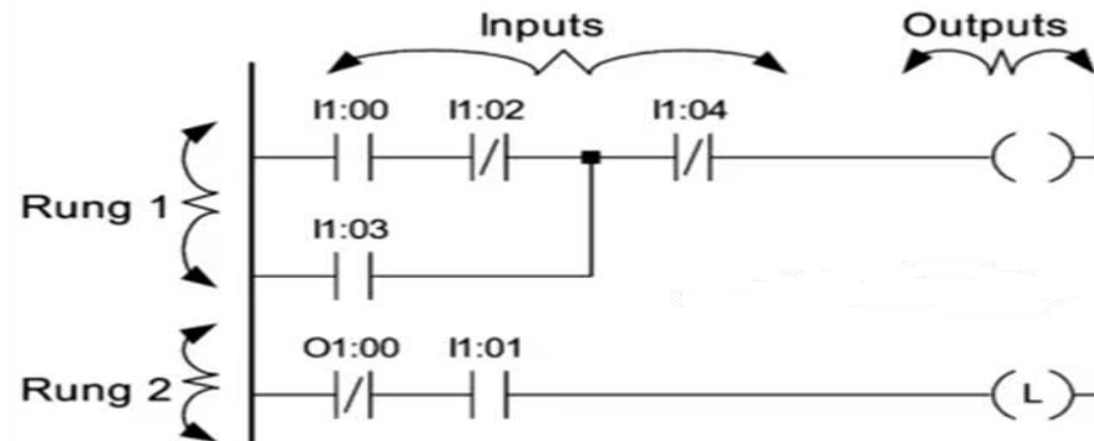 Inputs
Outputs
I1:00
I1:02
I1:04
Rung 1
I1:03
O1:00
I1:01
Rung 2
L